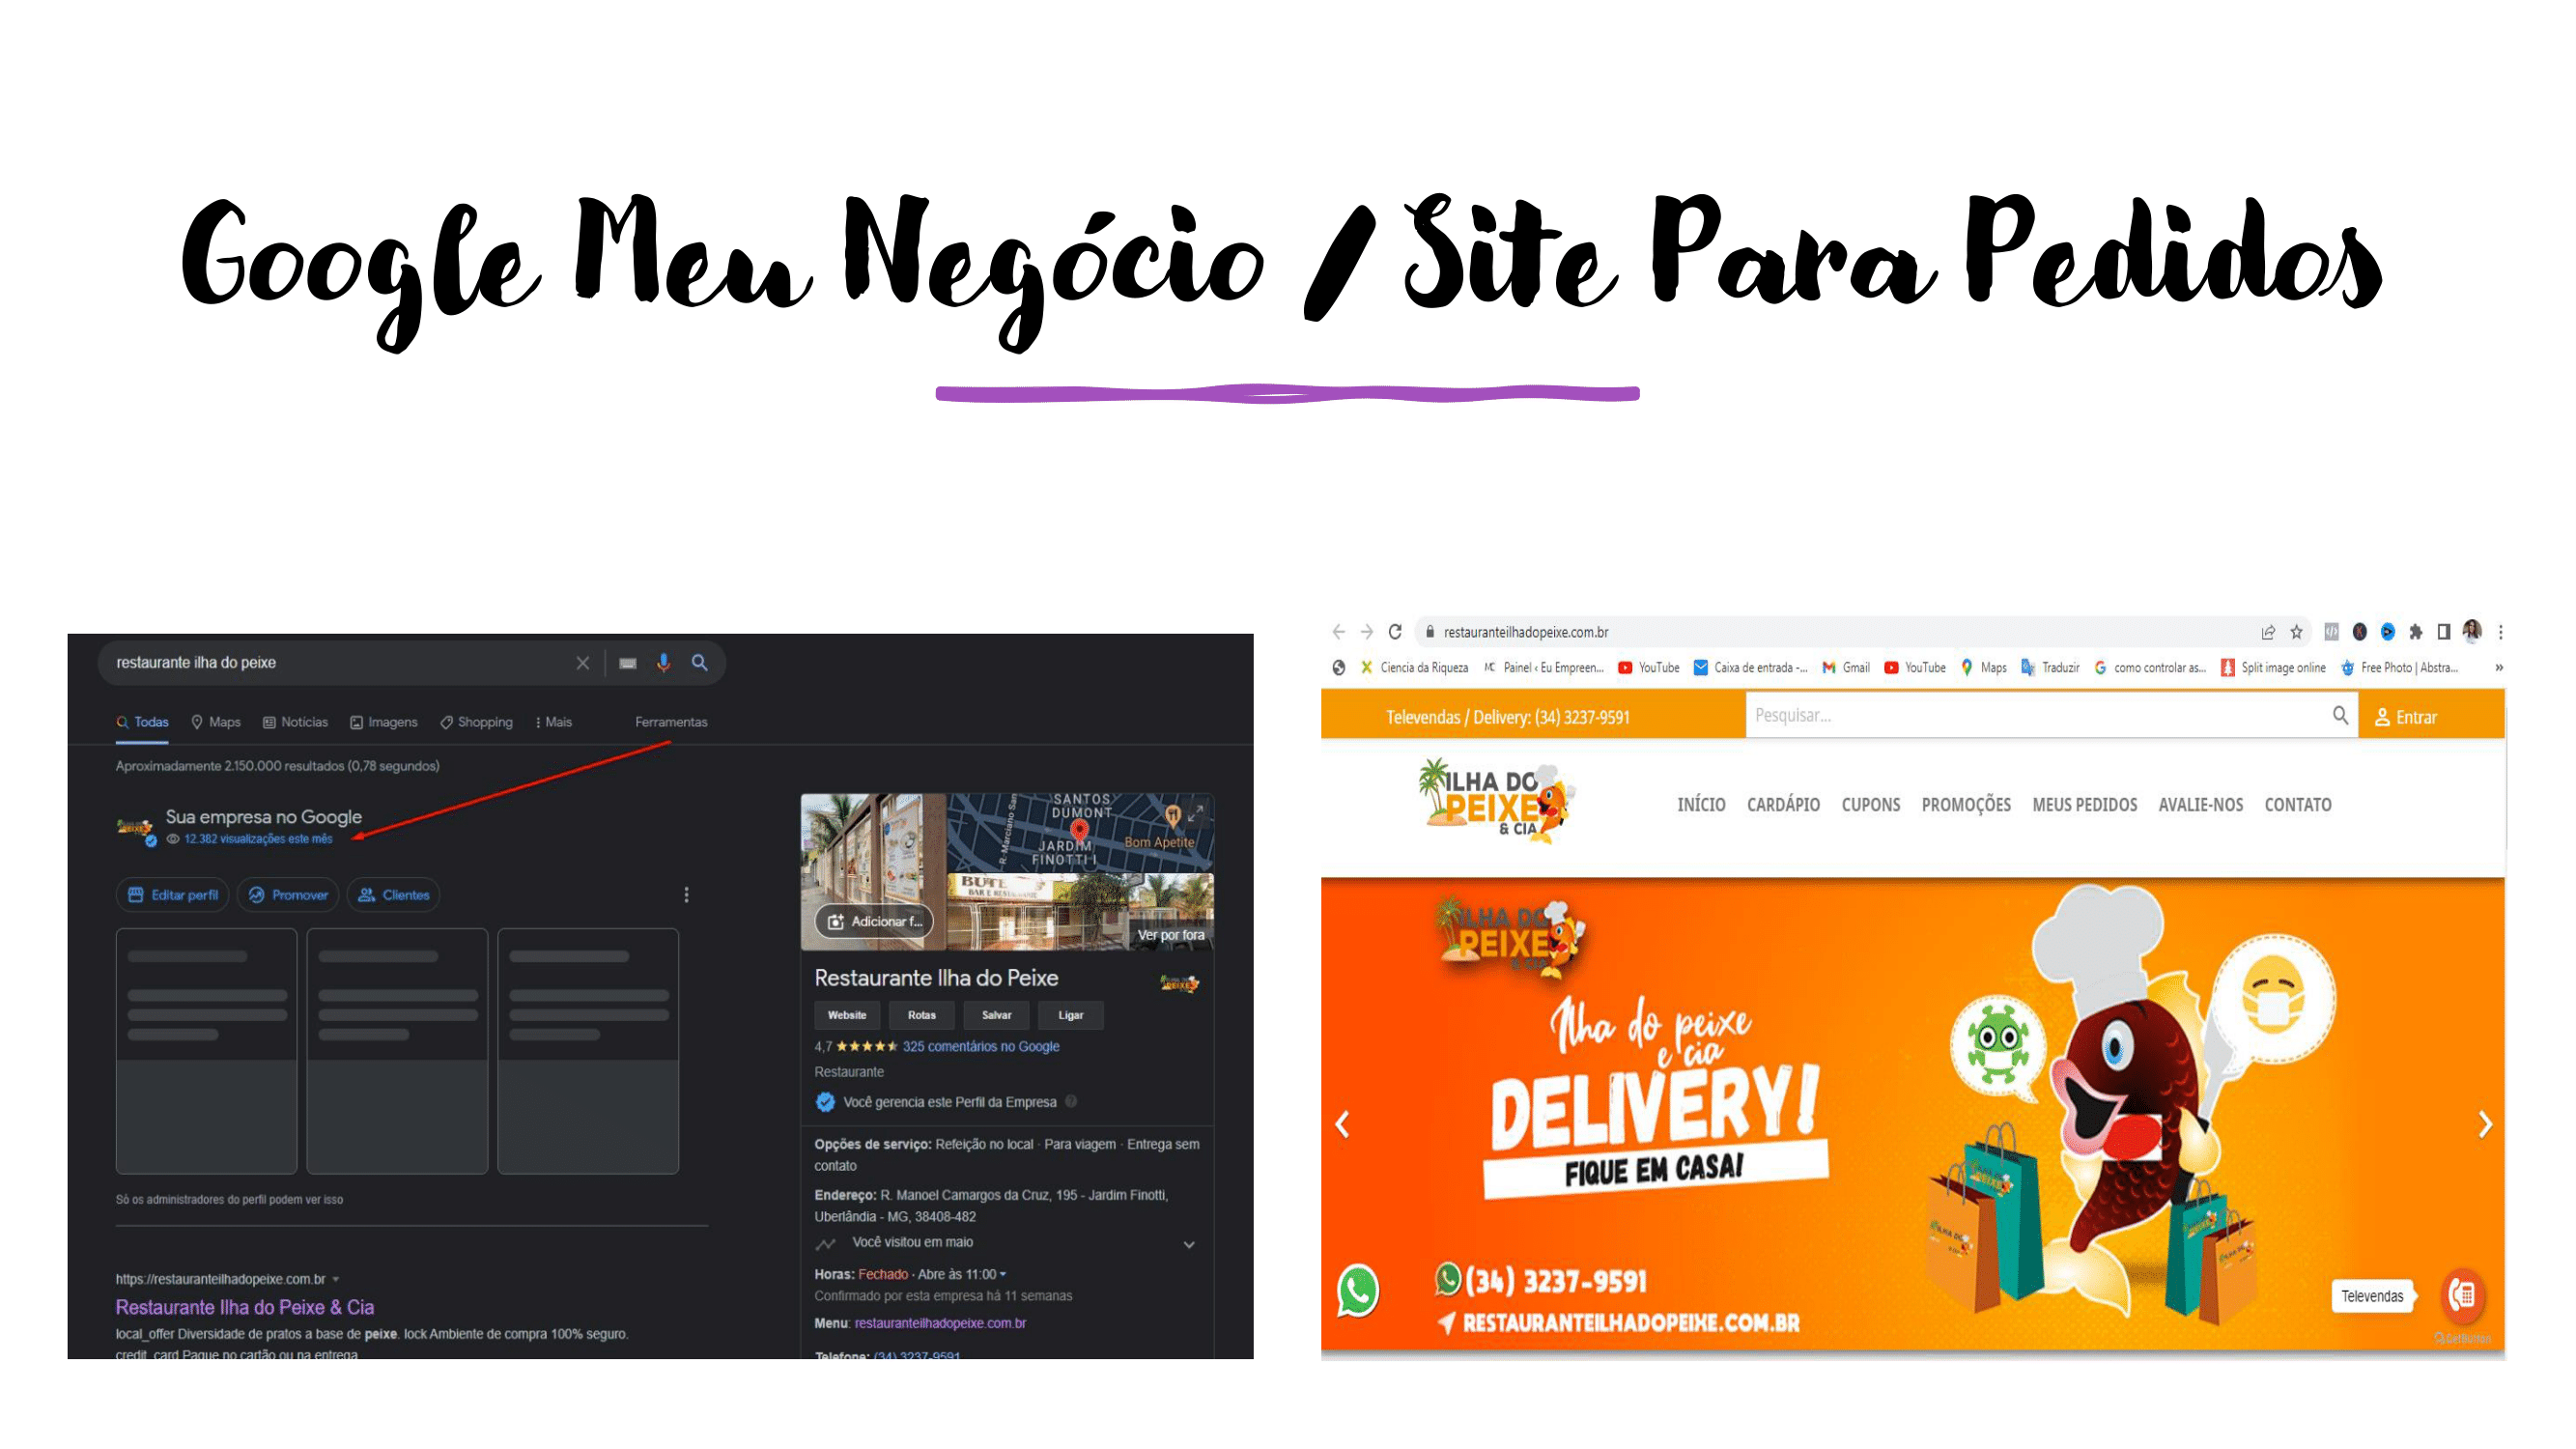 Google Meu Negócio / Site Para Pedidos
restaurante ilha do peixe
Todas Maps Notícias Imagens Shopping Mais Ferramentas
Aproximadamente 2.150.000 resultados (0,78 segundos)
Sua empresa no Google
12.382 visualizações este mês
Editar perfil Promover Clientes
Só os administradores do perfil podem ver isso
https://restauranteilhadopeixe.com.br
Restaurante Ilha do Peixe & Cia
local_offer Diversidade de pratos a base de peixe. lock Ambiente de compra 100% seguro.
credit_card Pague no cartão ou na entrega
SANTOS
DUMONT
R. Marciano San
JARDIM
FINOTTI I
Bom Apetite
BAR E RESTAURANTE
Adicionar f...
Ver por fora
Restaurante Ilha do Peixe
Website Rotas Salvar Ligar
4,7 325 comentários no Google
Restaurante
Você gerencia este Perfil da Empresa
Opções de serviço: Refeição no local · Para viagem · Entrega sem
contato
Endereço: R. Manoel Camargos da Cruz, 195 - Jardim Finotti,
Uberlândia - MG, 38408-482
Você visitou em maio
Horas: Fechado · Abre às 11:00
Confirmado por esta empresa há 11 semanas
Menu: restauranteilhadopeixe.com.br
Telefone: (34) 3237-9591
restauranteilhadopeixe.com.br
Ciencia da Riqueza Painel ‹ Eu Empreen... YouTube Caixa de entrada -... Gmail YouTube Maps Traduzir como controlar as... Split image online Free Photo | Abstra... »
Televendas / Delivery: (34) 3237-9591 Pesquisar... Entrar
ILHA DO
PEIXE
& CIA
INÍCIO CARDÁPIO CUPONS PROMOÇÕES MEUS PEDIDOS AVALIE-NOS CONTATO
ILHA DO
PEIXE
& CIA
Ilha do peixe
e cia
DELIVERY!
FIQUE EM CASA!
(34) 3237-9591
RESTAURANTEILHADOPEIXE.COM.BR
Televendas
GetButton